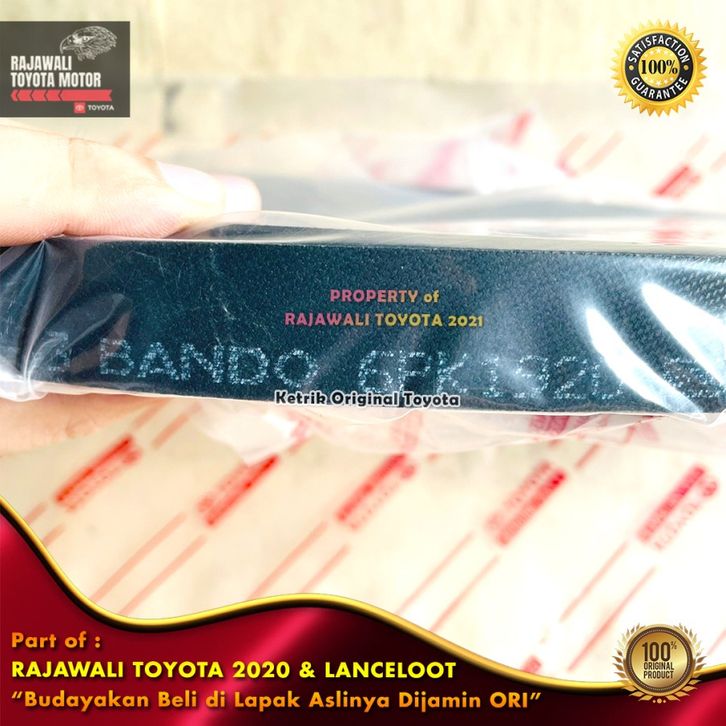 RAJAWALI
TOYOTA MOTOR
TOYOTA
SATISFACTION
100%
GUARANTEE
PROPERTY of
RAJAWALI TOYOTA 2021
BANDO 6PK1920
Ketrik Original Toyota
Part of :
RAJAWALI TOYOTA 2020 & LANCELOOT
“Budayakan Beli di Lapak Aslinya Dijamin ORI”
100%
ORIGINAL
PRODUCT